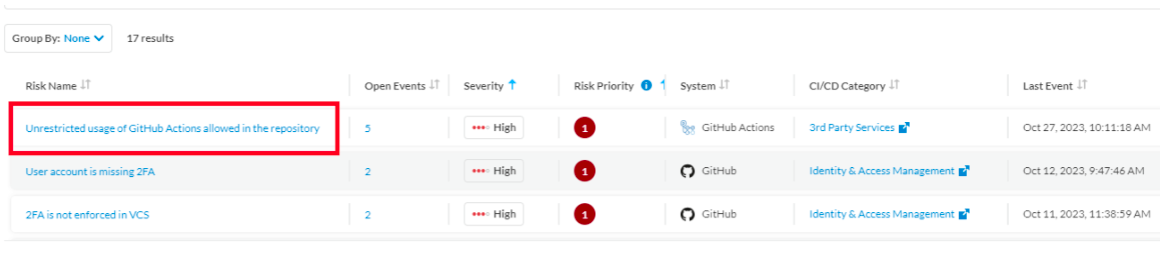 Group By: None 17 results
Risk Name Open Events Severity Risk Priority System CI/CD Category Last Event
Unrestricted usage of GitHub Actions allowed in the repository 5 High 1 GitHub Actions 3rd Party Services Oct 27, 2023, 10:11:18 AM
User account is missing 2FA 2 High 1 GitHub Identity & Access Management Oct 12, 2023, 9:47:46 AM
2FA is not enforced in VCS 2 High 1 GitHub Identity & Access Management Oct 11, 2023, 11:38:59 AM